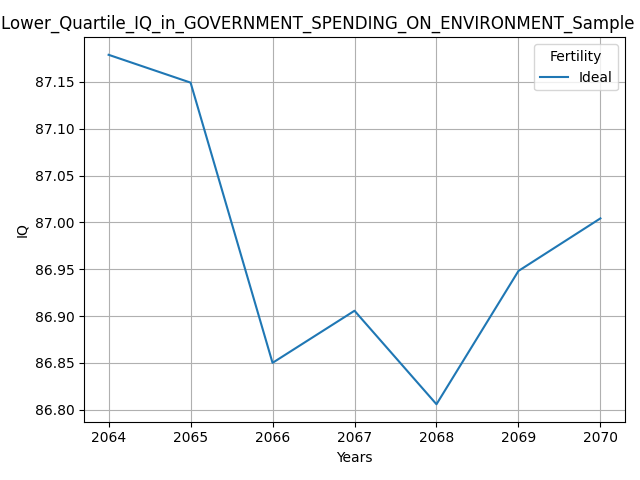 Lower_Quartile_IQ_in_GOVERNMENT_SPENDING_ON_ENVIRONMENT_Sample
Fertility
Ideal
87.15
87.10
87.05
87.00
86.95
86.90
86.85
86.80
IQ
2064 2065 2066 2067 2068 2069 2070
Years